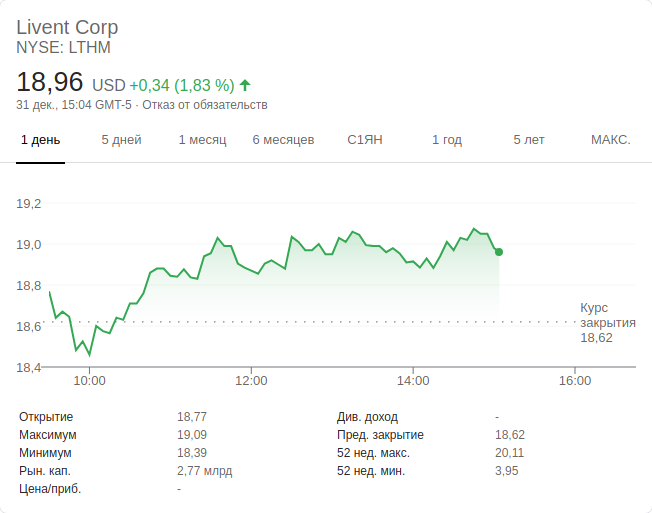 Livent Corp
NYSE: LTHM
18,96 USD +0,34 (1,83 %)
31 дек., 15:04 GMT-5 · Отказ от обязательств
1 день 5 дней 1 месяц 6 месяцев С1ЯН 1 год 5 лет МАКС.
19,2
19,0
18,8
18,6
18,4
Курс
закрытия
18,62
10:00 12:00 14:00 16:00
Открытие 18,77 Див. доход -
Максимум 19,09 Пред. закрытие 18,62
Минимум 18,39 52 нед. макс. 20,11
Рын. кап. 2,77 млрд 52 нед. мин. 3,95
Цена/приб. -